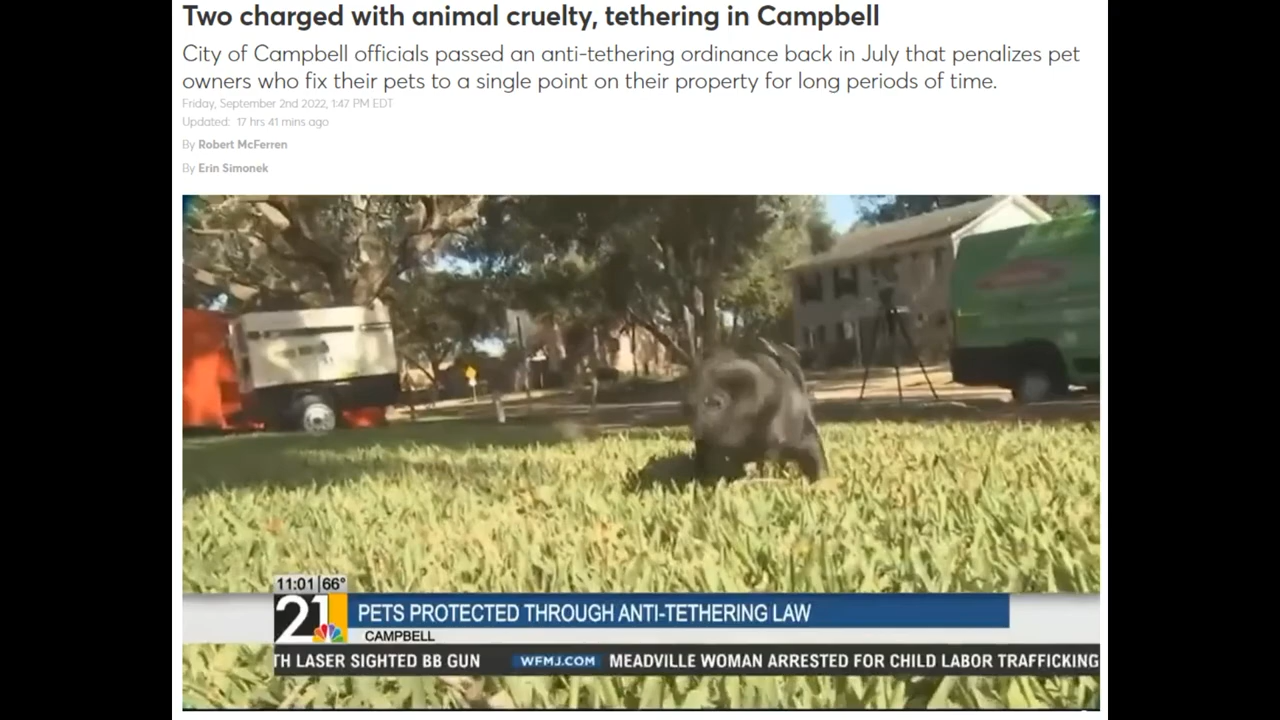 Two charged with animal cruelty, tethering in Campbell
City of Campbell officials passed an anti-tethering ordinance back in July that penalizes pet
owners who fix their pets to a single point on their property for long periods of time.
Friday, September 2nd 2022, 1:47 PM EDT
Updated: 17 hrs 41 mins ago
By Robert McFerren
By Erin Simonek
11:01 66°
21 PETS PROTECTED THROUGH ANTI-TETHERING LAW
CAMPBELL
TH LASER SIGHTED BB GUN WFMJ.COM MEADVILLE WOMAN ARRESTED FOR CHILD LABOR TRAFFICKING